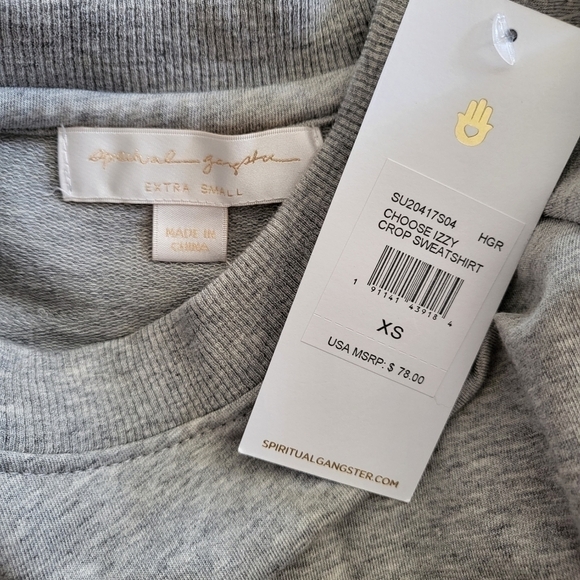 spiritual gangster
EXTRA SMALL
MADE IN
CHINA
SU20417S04 HGR
CHOOSE IZZY
CROP SWEATSHIRT
1 91141 43918 4
XS
USA MSRP: $ 78.00
SPIRITUALGANGSTER.COM